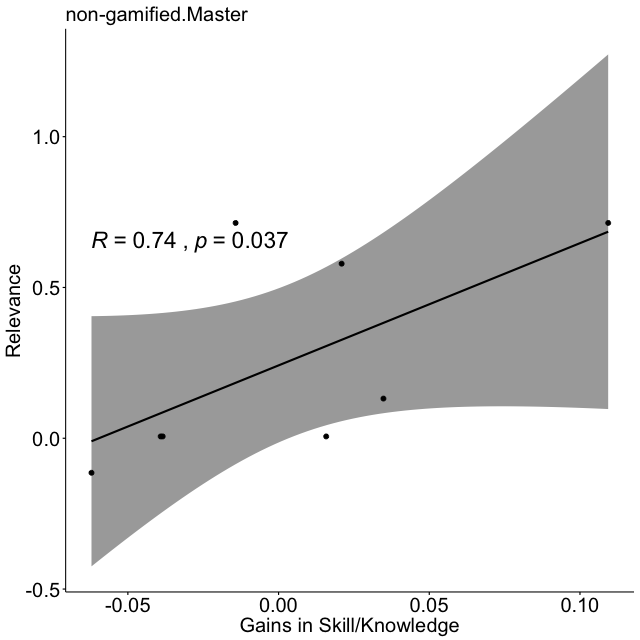 non-gamified.Master
Relevance
1.0
R = 0.74 , p = 0.037
0.5
0.0
-0.5
-0.05 0.00 0.05 0.10
Gains in Skill/Knowledge